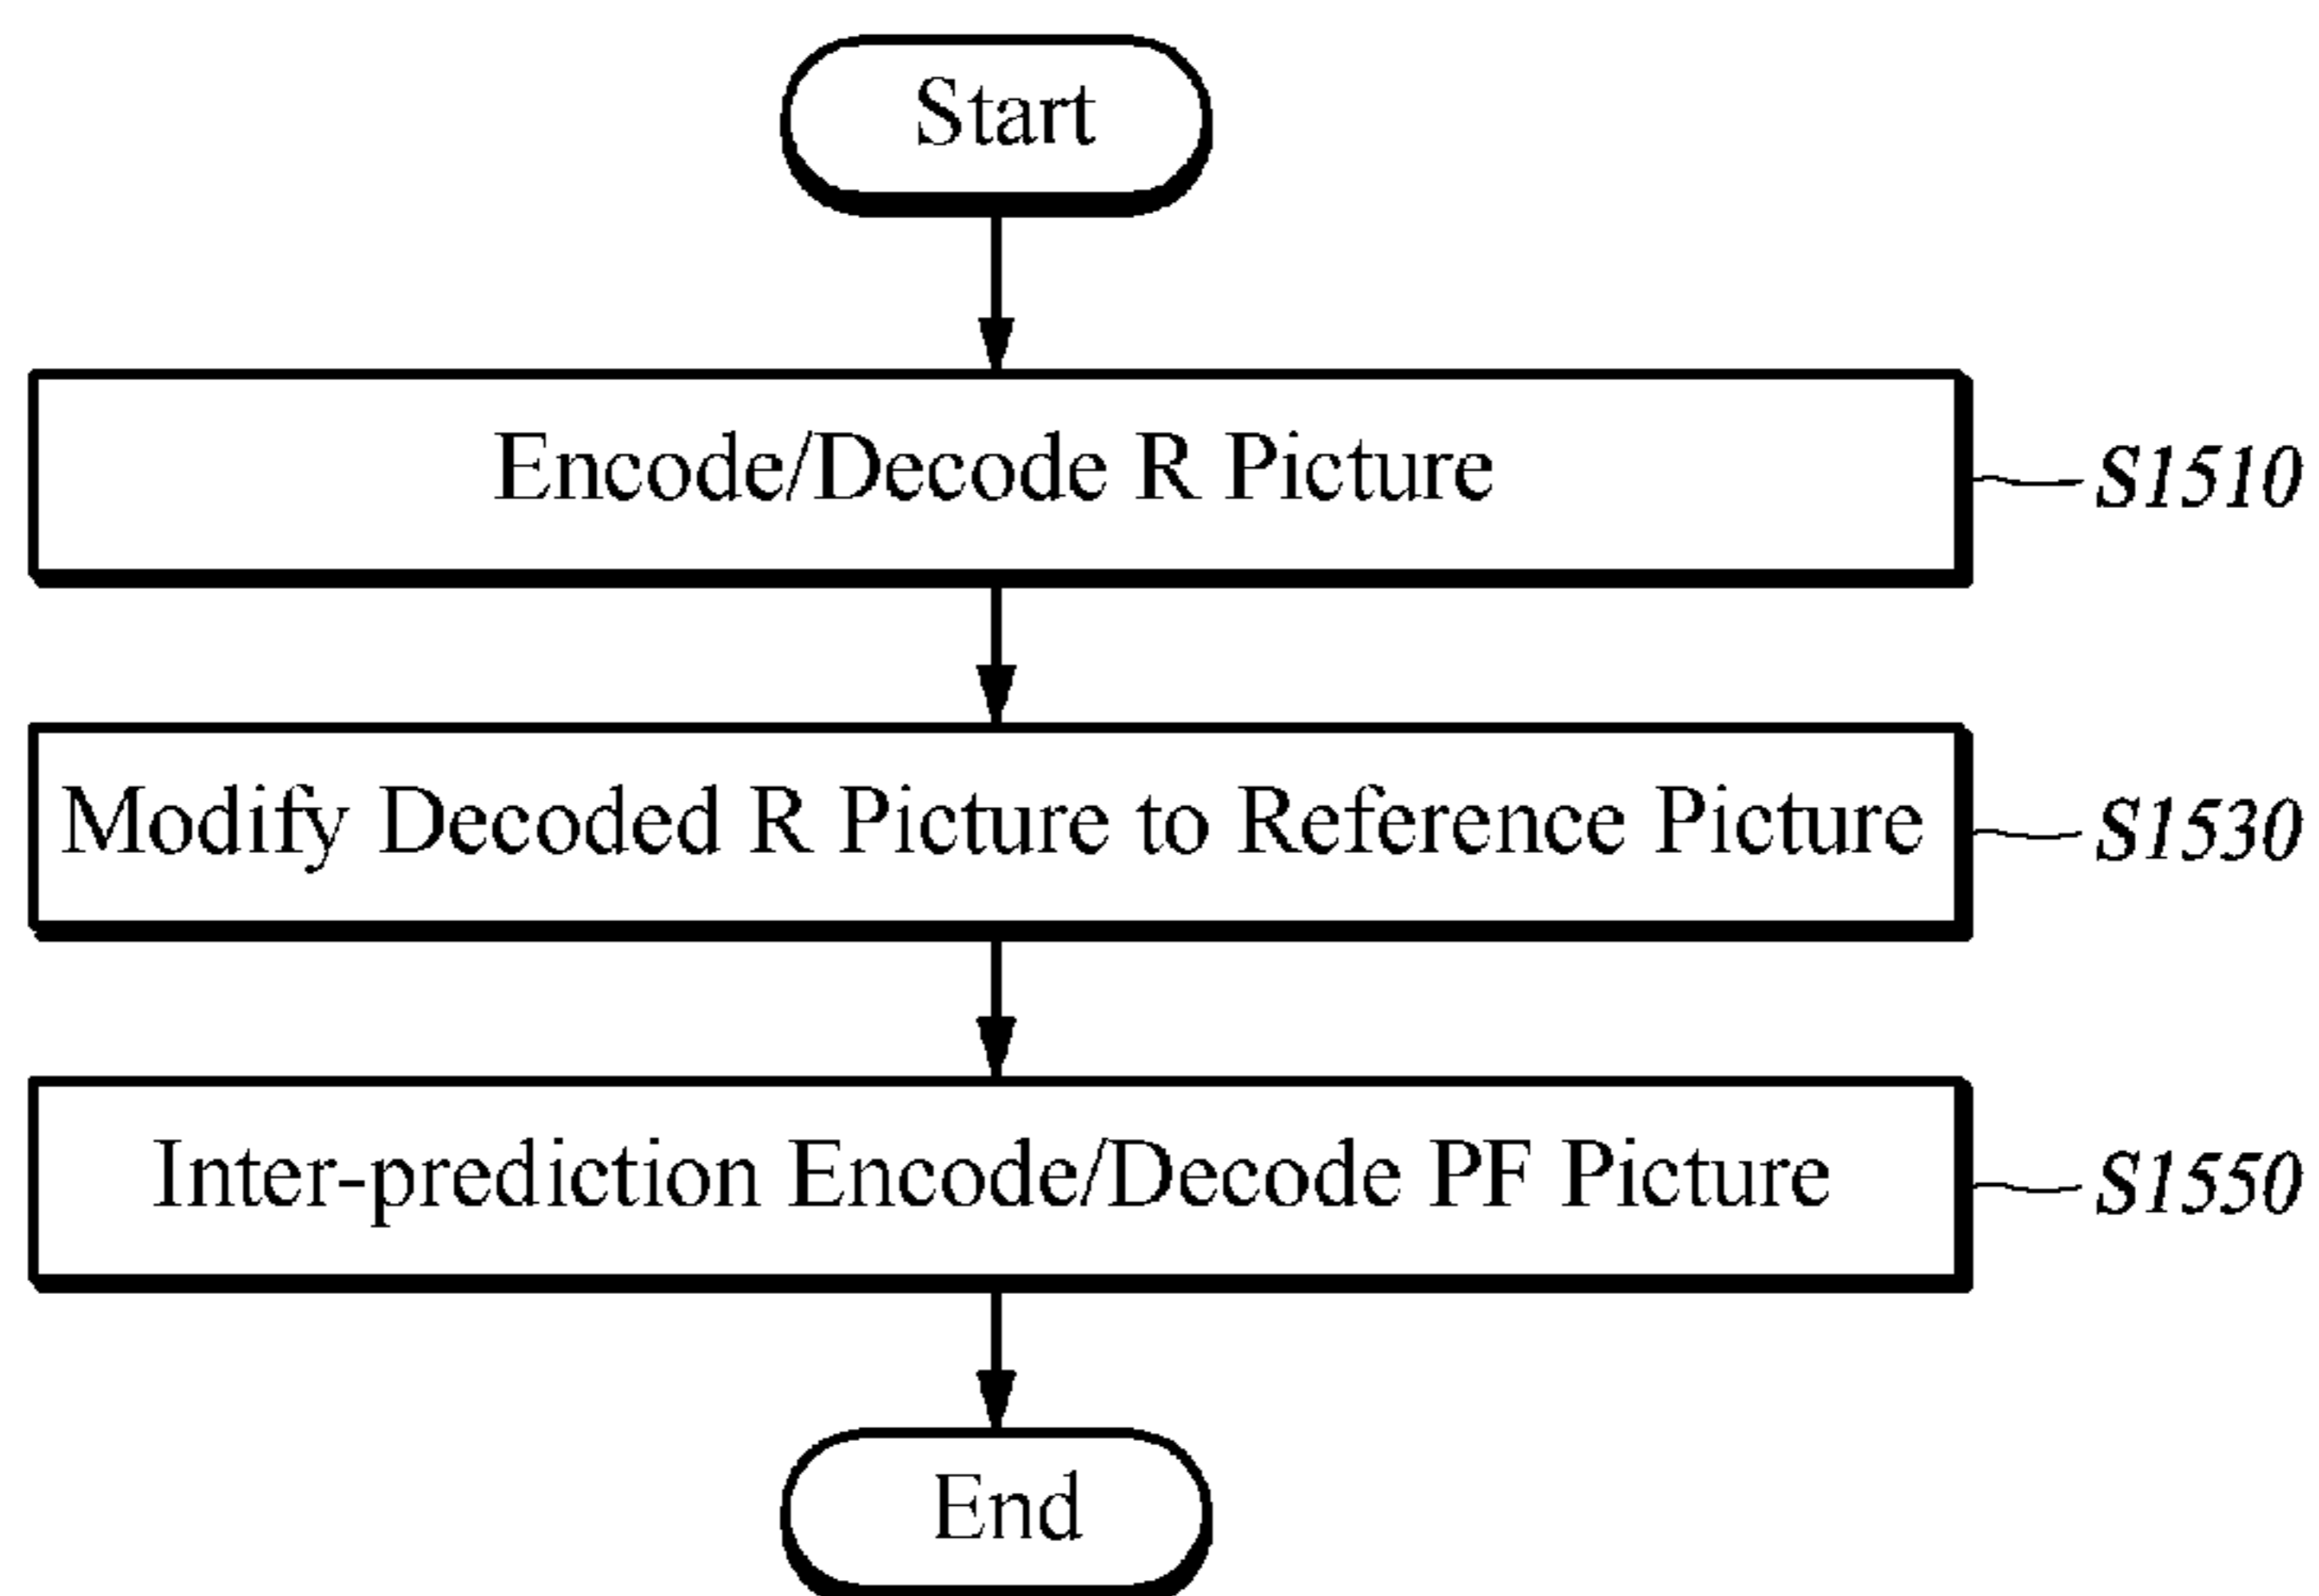 Start
Encode/Decode R Picture
S1510
Modify Decoded R Picture to Reference Picture
S1530
Inter-prediction Encode/Decode PF Picture
S1550
End